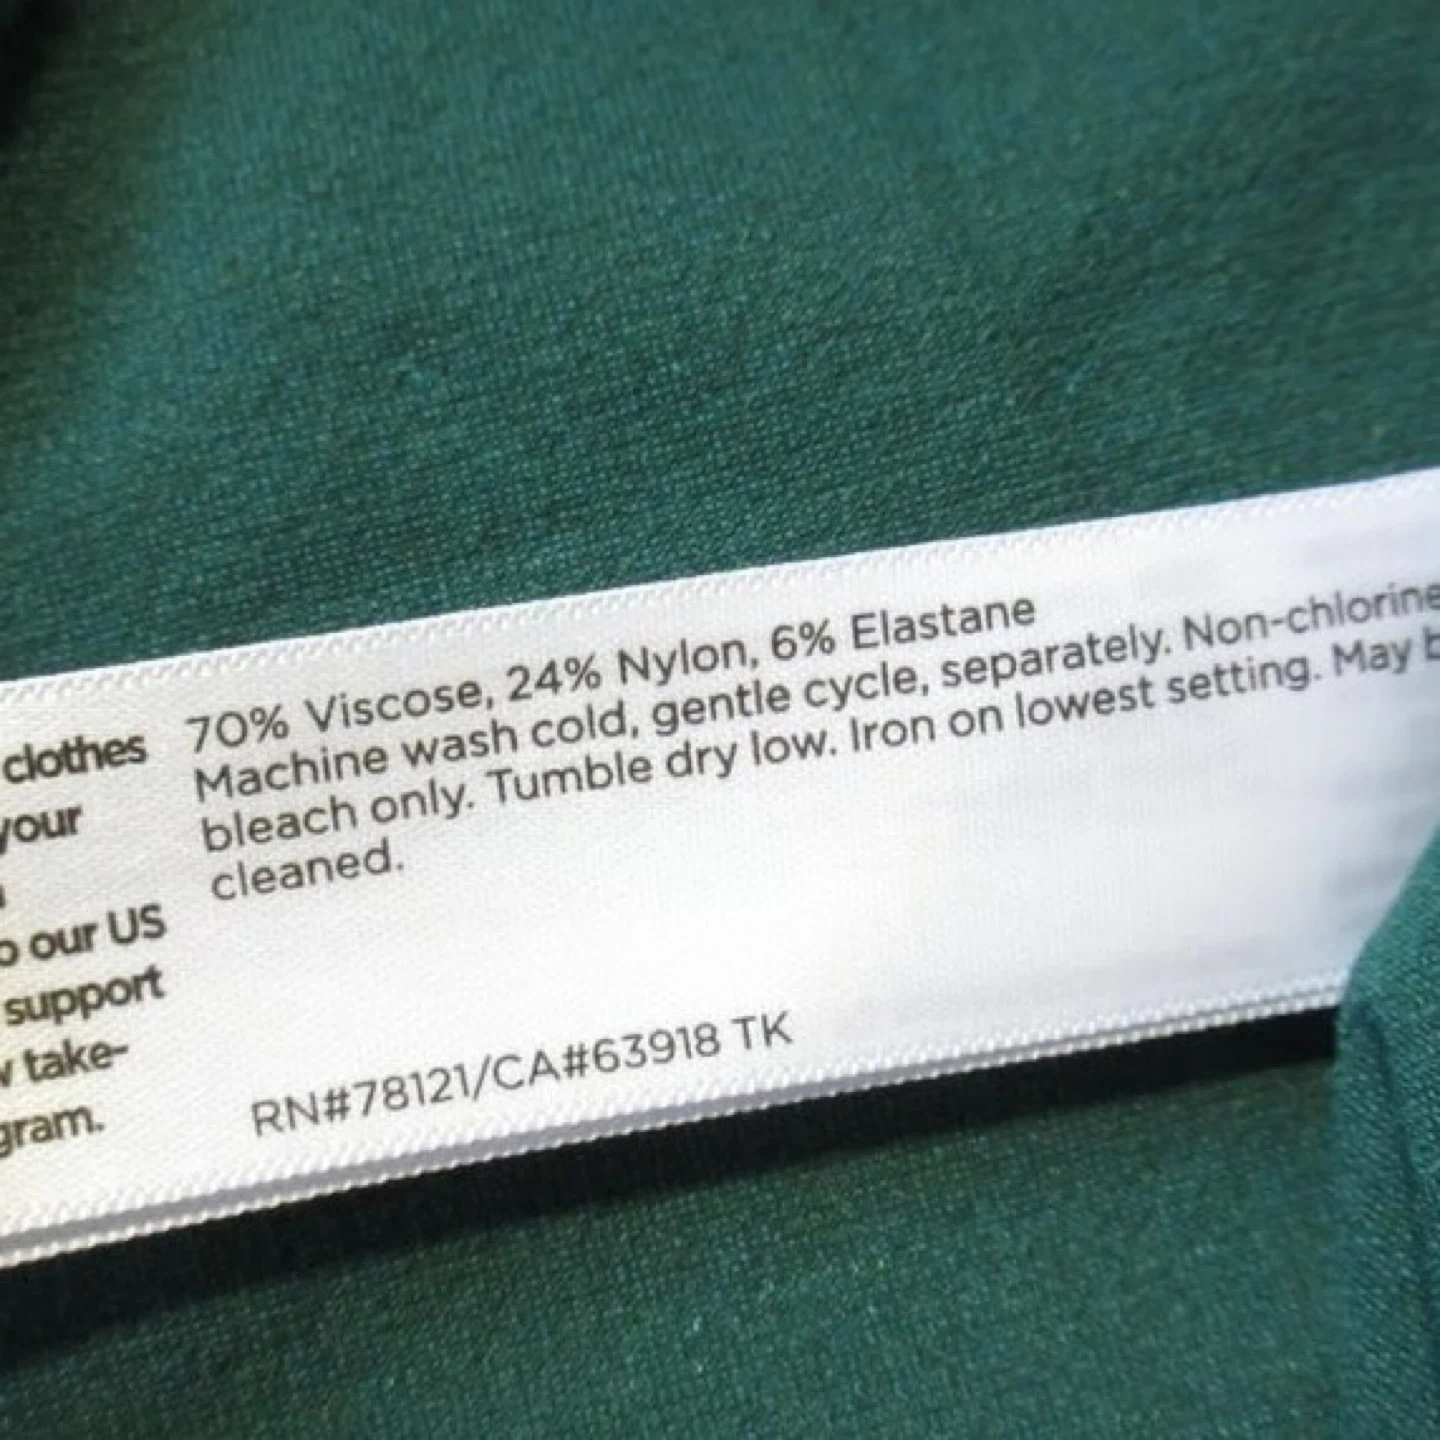 clothes
your
our US
support
take-
gram.
70% Viscose, 24% Nylon, 6% Elastane
Machine wash cold, gentle cycle, separately. Non-chlorine
bleach only. Tumble dry low. Iron on lowest setting. May
cleaned.
RN#78121/CA#63918 TK